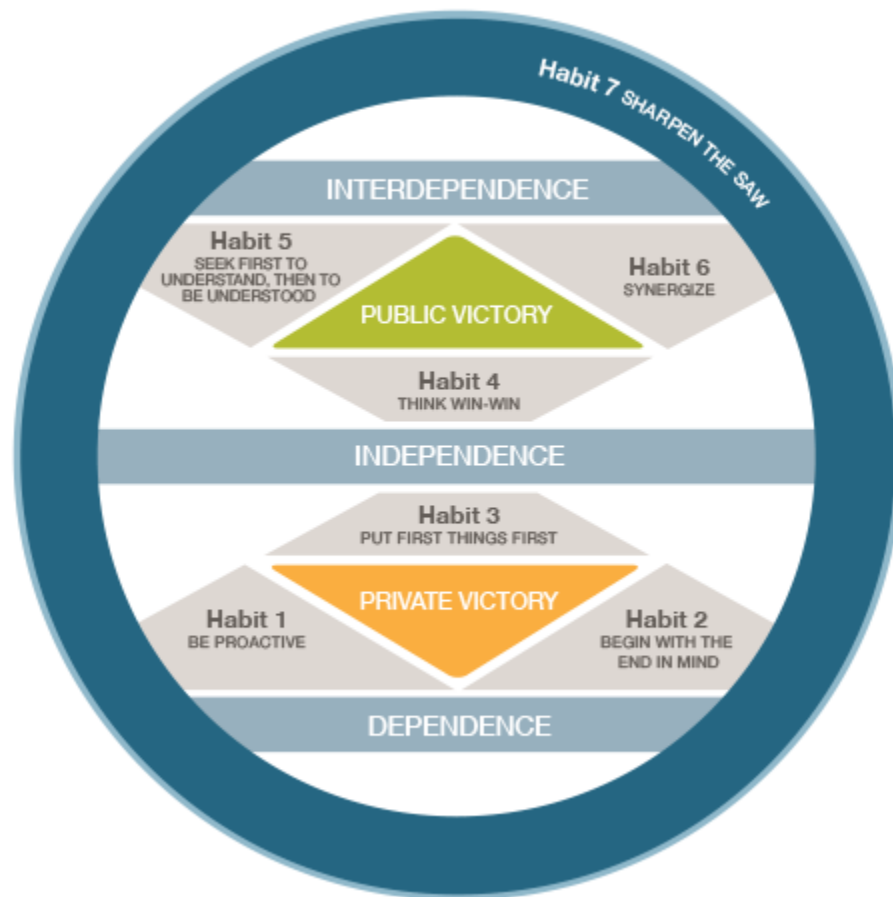 Habit 7 SHARPEN THE SAW
INTERDEPENDENCE
Habit 5
SEEK FIRST TO
UNDERSTAND, THEN TO
BE UNDERSTOOD
Habit 6
SYNERGIZE
PUBLIC VICTORY
Habit 4
THINK WIN-WIN
INDEPENDENCE
Habit 3
PUT FIRST THINGS FIRST
PRIVATE VICTORY
Habit 1
BE PROACTIVE
Habit 2
BEGIN WITH THE
END IN MIND
DEPENDENCE